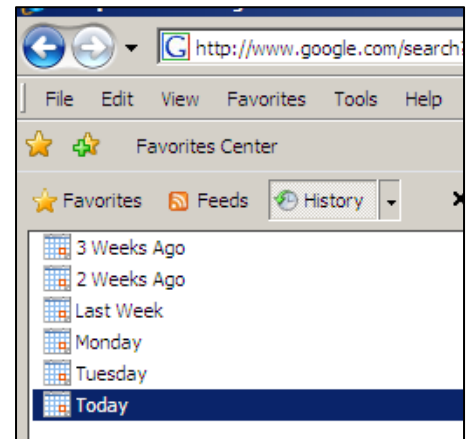 http://www.google.com/search
File Edit View Favorites Tools Help
Favorites Center
Favorites Feeds History
3 Weeks Ago
2 Weeks Ago
Last Week
Monday
Tuesday
Today